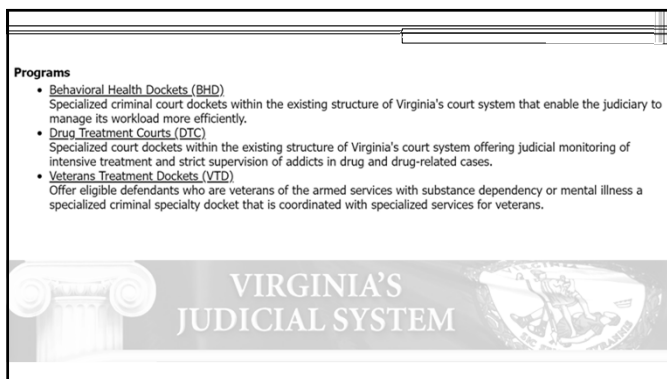 Programs
• Behavioral Health Dockets (BHD)
Specialized criminal court dockets within the existing structure of Virginia's court system that enable the judiciary to
manage its workload more efficiently.
• Drug Treatment Courts (DTC)
Specialized court dockets within the existing structure of Virginia's court system offering judicial monitoring of
intensive treatment and strict supervision of addicts in drug and drug-related cases.
• Veterans Treatment Dockets (VTD)
Offer eligible defendants who are veterans of the armed services with substance dependency or mental illness a
specialized criminal specialty docket that is coordinated with specialized services for veterans.
VIRGINIA'S
JUDICIAL SYSTEM